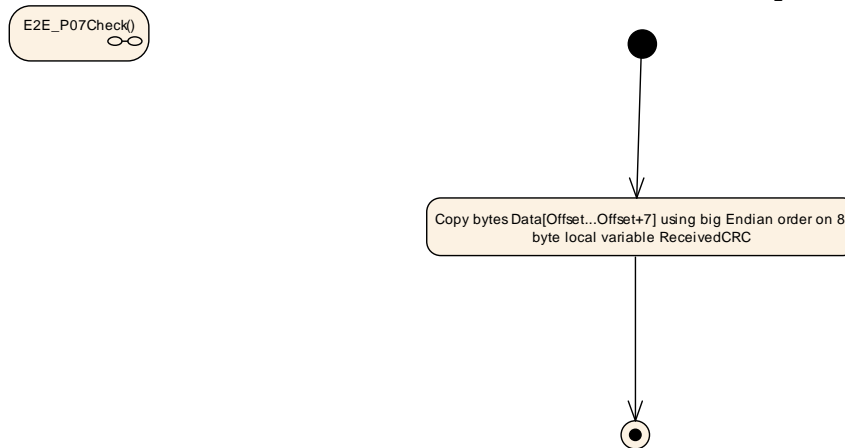 E2E_P07Check()
Copy bytes Data[Offset...Offset+7] using big Endian order on 8
byte local variable ReceivedCRC